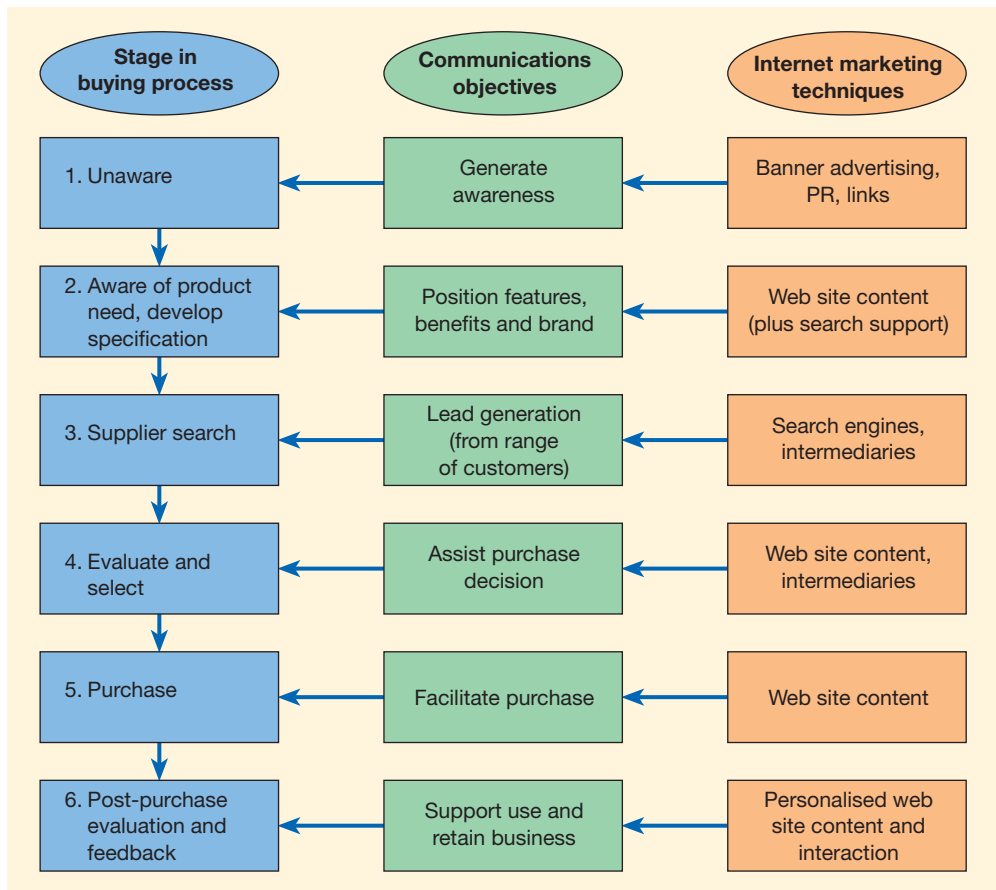 Stage in
buying process
Communications
objectives
Internet marketing
techniques
1. Unaware
Generate
awareness
Banner advertising,
PR, links
2. Aware of product
need, develop
specification
Position features,
benefits and brand
Web site content
(plus search support)
3. Supplier search
Lead generation
(from range
of customers)
Search engines,
intermediaries
4. Evaluate and
select
Assist purchase
decision
Web site content,
intermediaries
5. Purchase
Facilitate purchase
Web site content
6. Post-purchase
evaluation and
feedback
Support use and
retain business
Personalised web
site content and
interaction